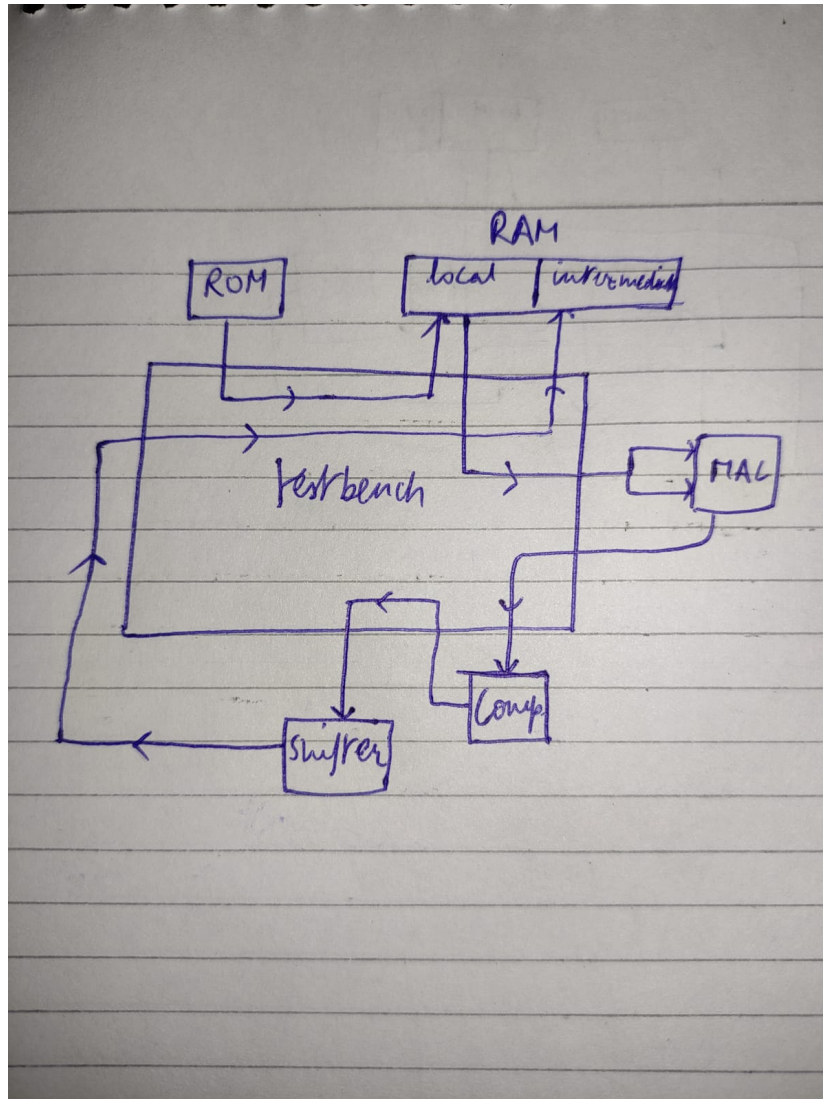 RAM
ROM
local
intermediate
MAC
testbench
Comp.
Shifter